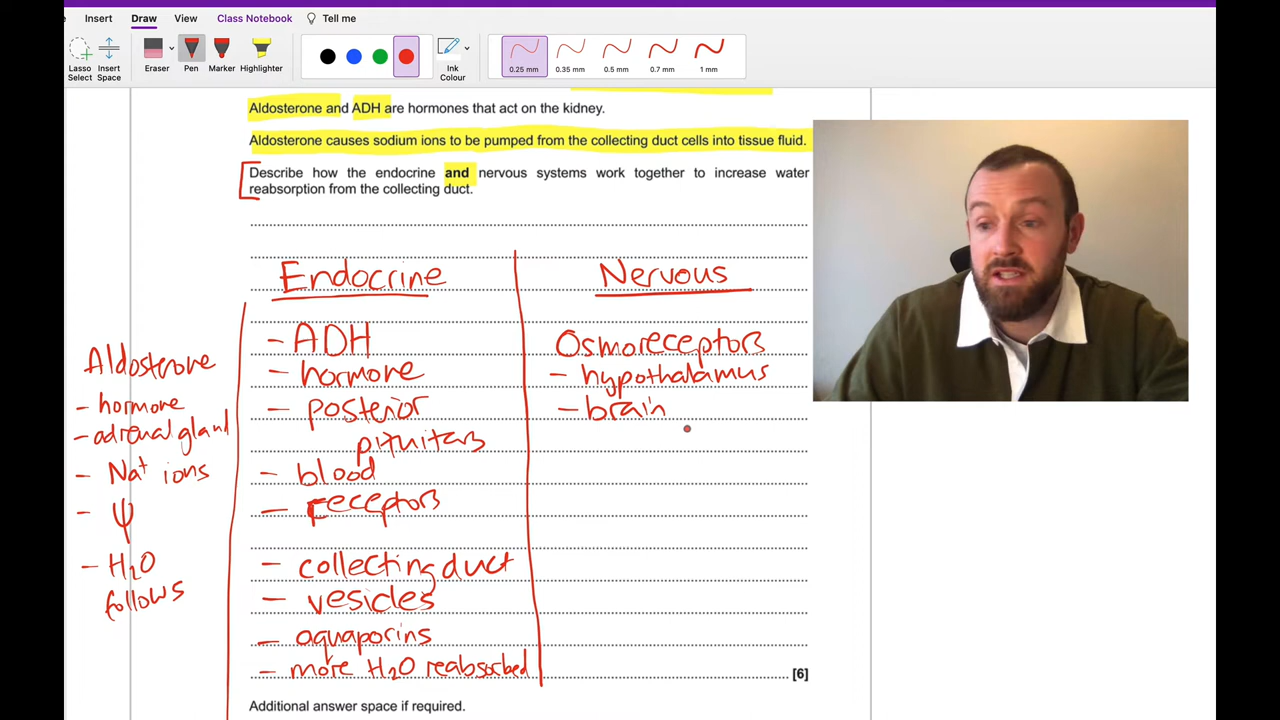 Insert
Draw
View
Class Notebook
Tell me
Lasso
Select
Insert
Space
Eraser
Pen
Marker
Highlighter
Ink
Colour
0.25 mm
0.35 mm
0.5 mm
0.7 mm
1 mm
Aldosterone and ADH are hormones that act on the kidney.
Aldosterone causes sodium ions to be pumped from the collecting duct cells into tissue fluid.
Describe how the endocrine and nervous systems work together to increase water
reabsorption from the collecting duct.
Aldosterone
- hormone
- adrenal gland
- Na+ ions
- Ψ
- H2O
follows
Endocrine
- ADH
- hormone
- posterior
pituitary
- blood
- receptors
- collecting duct
- vesicles
- aquaporins
- more H2O reabsorbed
Nervous
Osmoreceptors
- hypothalamus
- brain
[6]
Additional answer space if required.